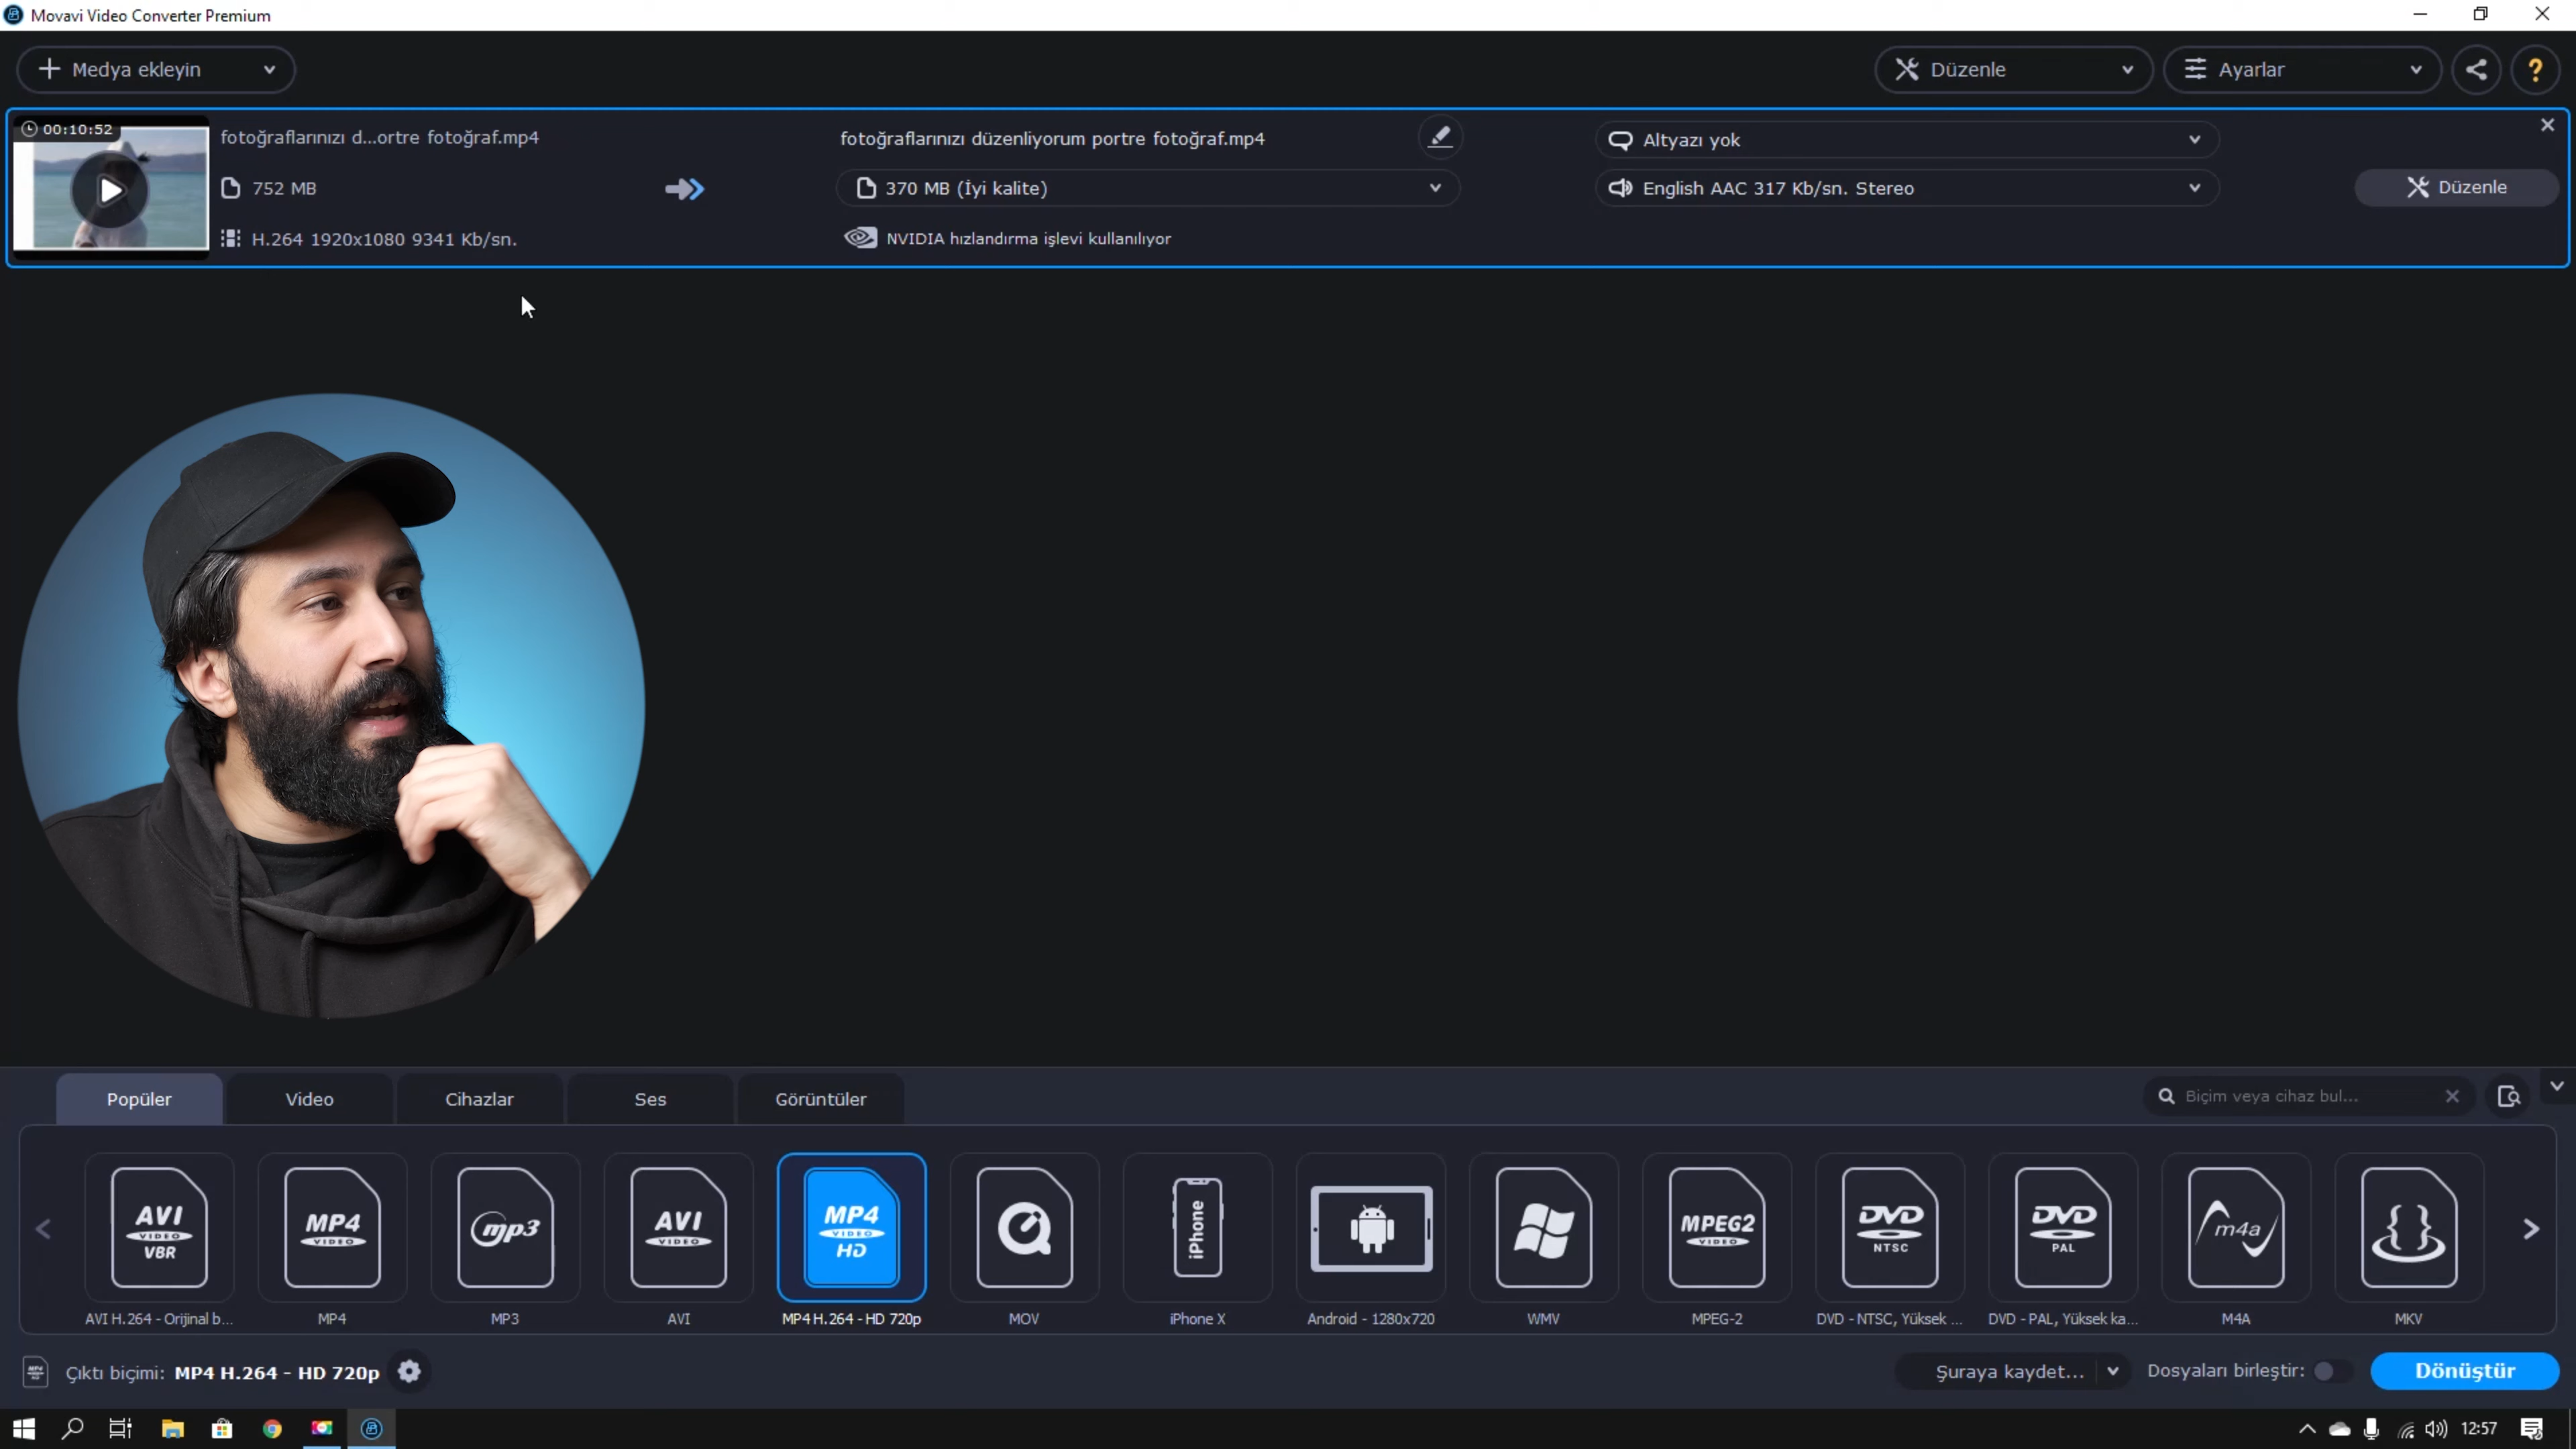 Movavi Video Converter Premium
Medya ekleyin
Düzenle
Ayarlar
?
00:10:52
fotoğraflarınızı d...ortre fotoğraf.mp4
752 MB
H.264 1920x1080 9341 Kb/sn.
fotoğraflarınızı düzenliyorum portre fotoğraf.mp4
370 MB (İyi kalite)
NVIDIA hızlandırma işlevi kullanılıyor
Altyazı yok
English AAC 317 Kb/sn. Stereo
Düzenle
Popüler
Video
Cihazlar
Ses
Görüntüler
Biçim veya cihaz bul...
AVI VIDEO VBR
MP4 VIDEO
mp3
AVI VIDEO
MP4 VIDEO HD
iPhone
MPEG2 VIDEO
DVD NTSC
DVD PAL
m4a
AVI H.264 - Orijinal b...
MP4
MP3
AVI
MP4 H.264 - HD 720p
MOV
iPhone X
Android - 1280x720
WMV
MPEG-2
DVD - NTSC, Yüksek ...
DVD - PAL, Yüksek ka...
M4A
MKV
Çıktı biçimi: MP4 H.264 - HD 720p
Şuraya kaydet...
Dosyaları birleştir:
Dönüştür
12:57